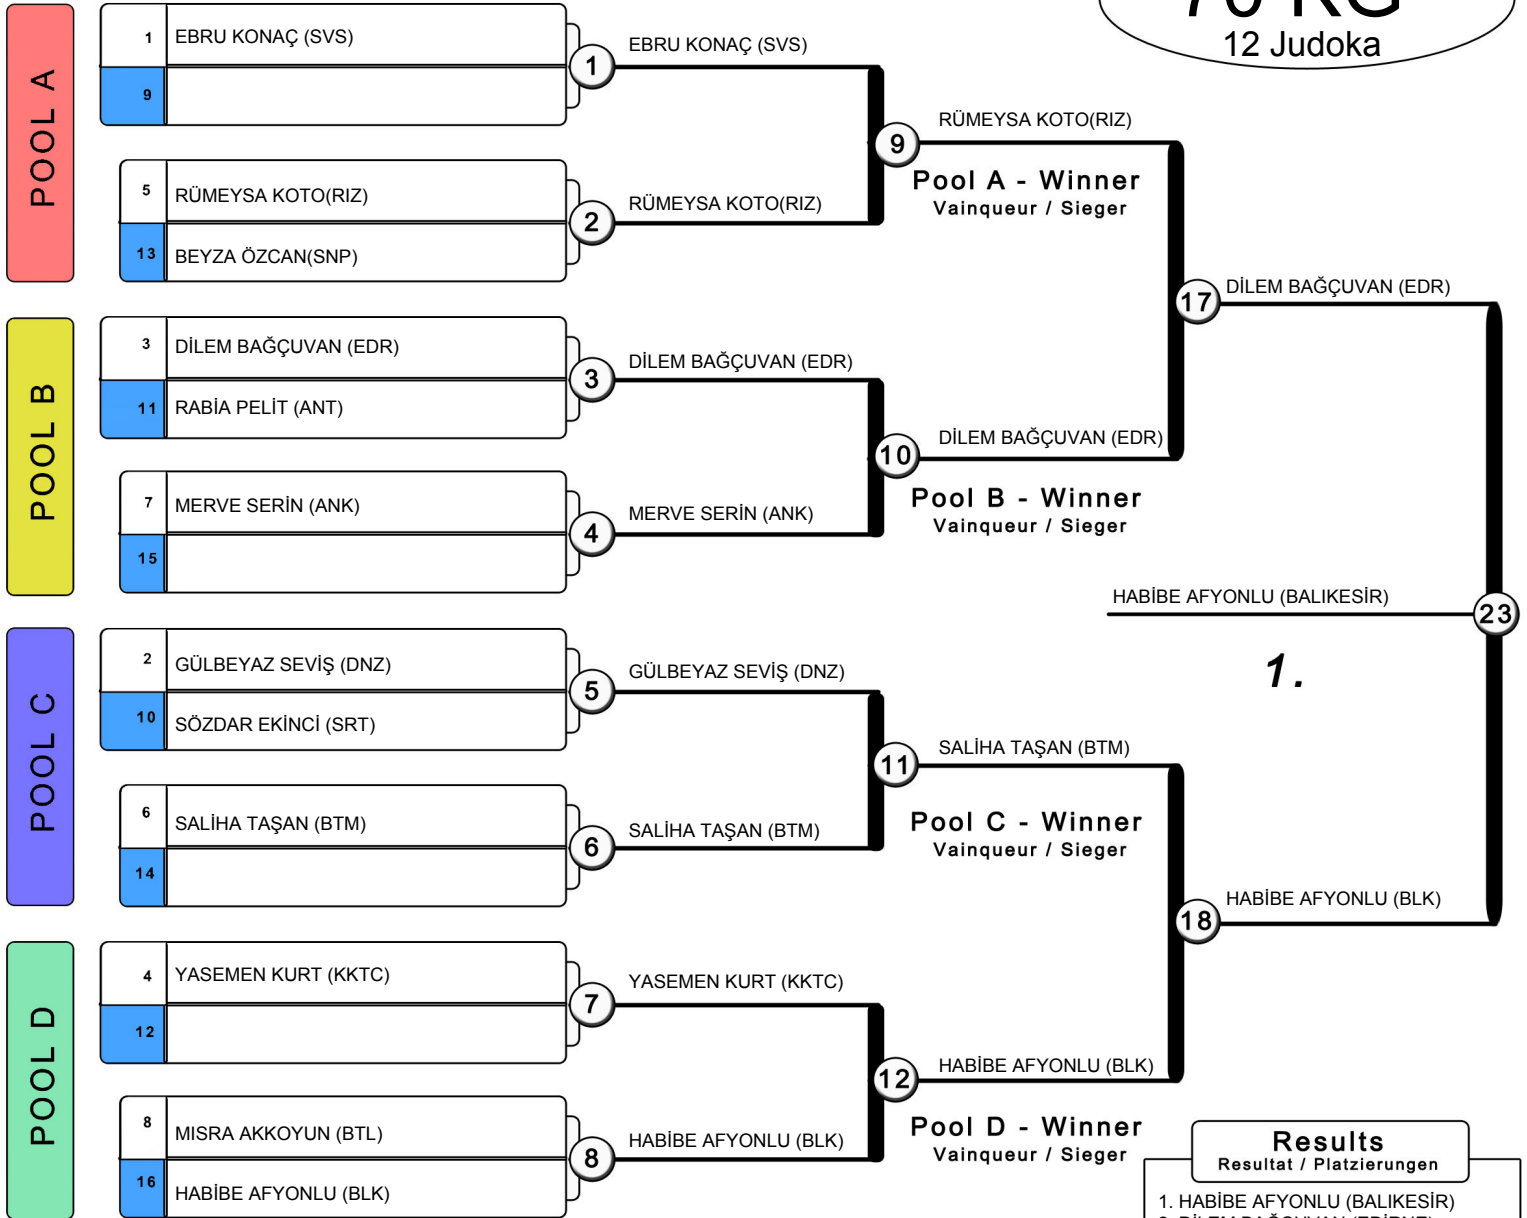 70 KG
12 Judoka
POOL A
1 EBRU KONAÇ (SVS)
9
1
EBRU KONAÇ (SVS)
5 RÜMEYSA KOTO(RIZ)
13 BEYZA ÖZCAN(SNP)
2
RÜMEYSA KOTO(RIZ)
9
RÜMEYSA KOTO(RIZ)
Pool A - Winner
Vainqueur / Sieger
POOL B
3 DİLEM BAĞÇUVAN (EDR)
11 RABİA PELİT (ANT)
3
DİLEM BAĞÇUVAN (EDR)
7 MERVE SERİN (ANK)
15
4
MERVE SERİN (ANK)
10
DİLEM BAĞÇUVAN (EDR)
Pool B - Winner
Vainqueur / Sieger
17
DİLEM BAĞÇUVAN (EDR)
HABİBE AFYONLU (BALIKESİR)
23
1.
POOL C
2 GÜLBEYAZ SEVİŞ (DNZ)
10 SÖZDAR EKİNCİ (SRT)
5
GÜLBEYAZ SEVİŞ (DNZ)
6 SALİHA TAŞAN (BTM)
14
6
SALİHA TAŞAN (BTM)
11
SALİHA TAŞAN (BTM)
Pool C - Winner
Vainqueur / Sieger
18
HABİBE AFYONLU (BLK)
POOL D
4 YASEMEN KURT (KKTC)
12
7
YASEMEN KURT (KKTC)
8 MISRA AKKOYUN (BTL)
16 HABİBE AFYONLU (BLK)
8
HABİBE AFYONLU (BLK)
12
HABİBE AFYONLU (BLK)
Pool D - Winner
Vainqueur / Sieger
Results
Resultat / Platzierungen
1. HABİBE AFYONLU (BALIKESİR)
2. DİLEM BAĞÇUVAN (EDİRNE)